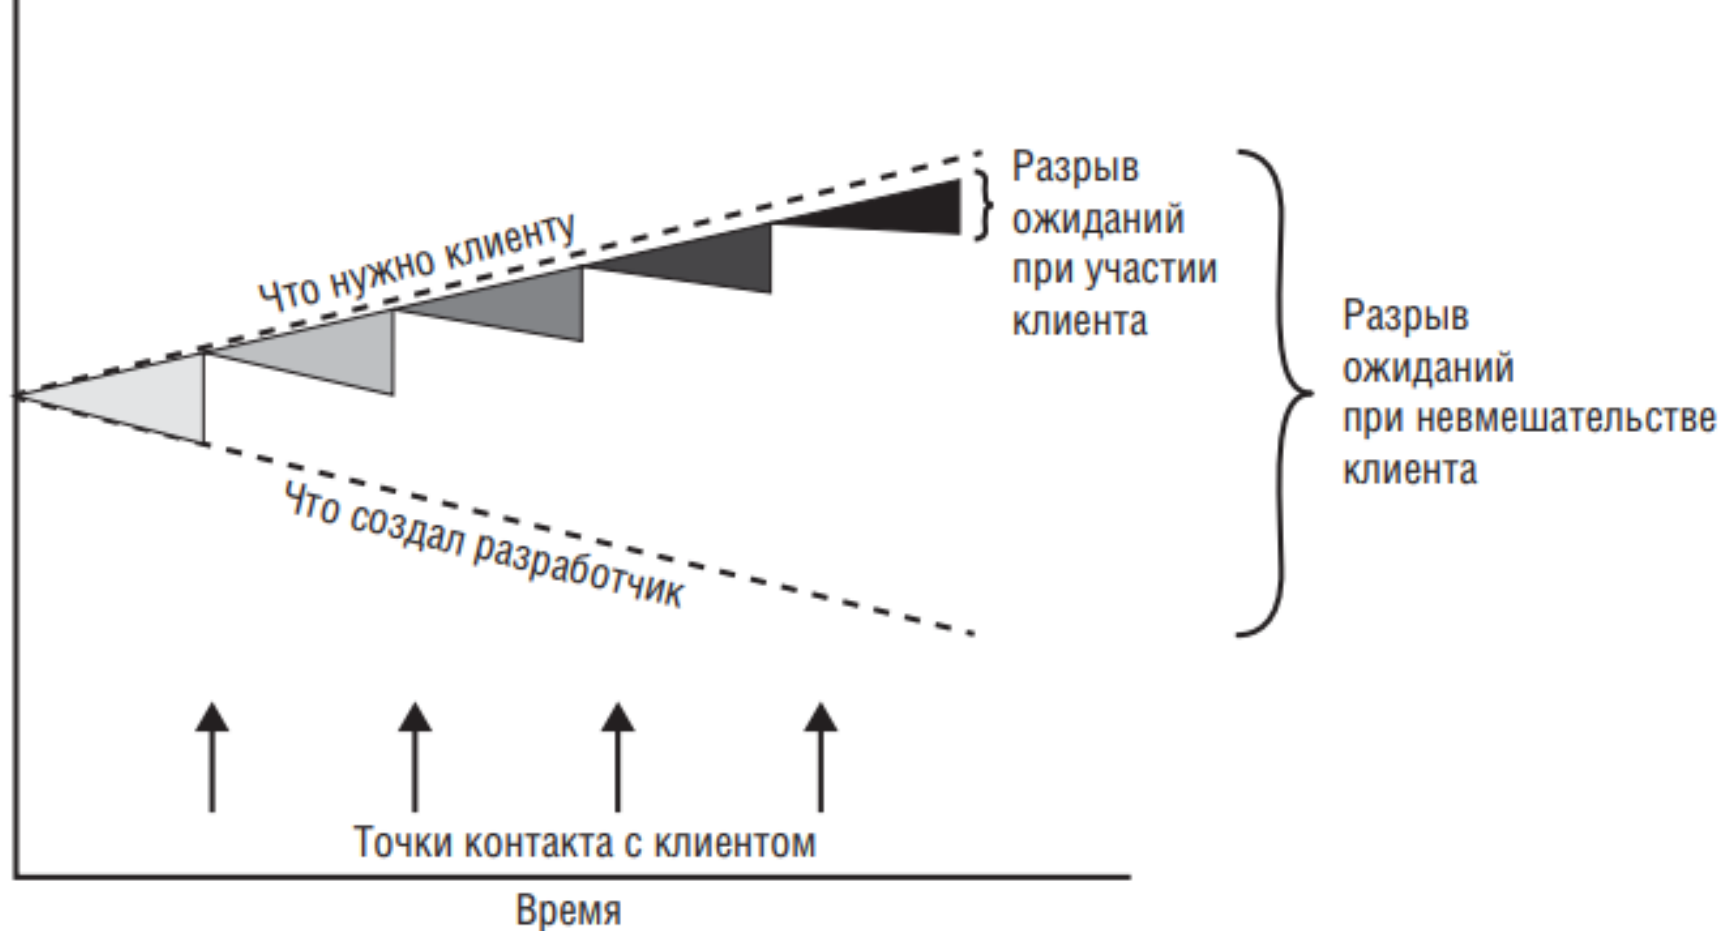 Что нужно клиенту
Разрыв
ожиданий
при участии
клиента
Разрыв
ожиданий
при невмешательстве
клиента
Что создал разработчик
Точки контакта с клиентом
Время